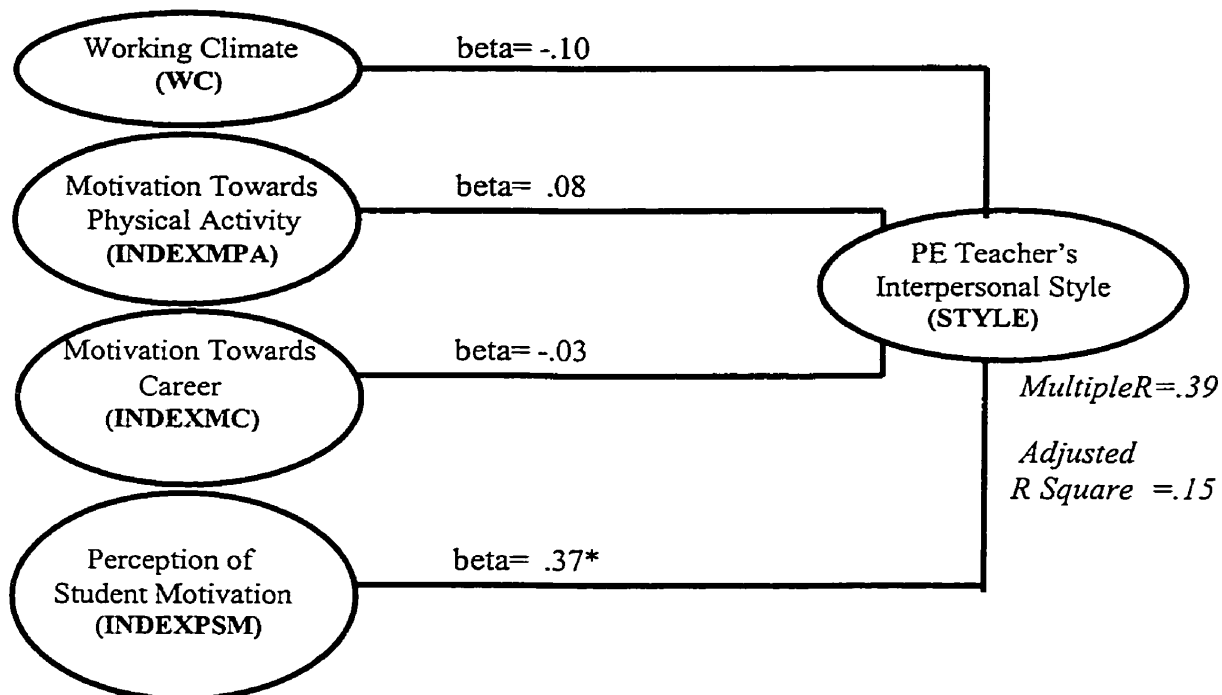 Working Climate
(WC)
beta= -.10
Motivation Towards
Physical Activity
(INDEXMPA)
beta= .08
PE Teacher's
Interpersonal Style
(STYLE)
Motivation Towards
Career
(INDEXMC)
beta= -.03
MultipleR=.39
Adjusted
R Square =.15
Perception of
Student Motivation
(INDEXPSM)
beta= .37*